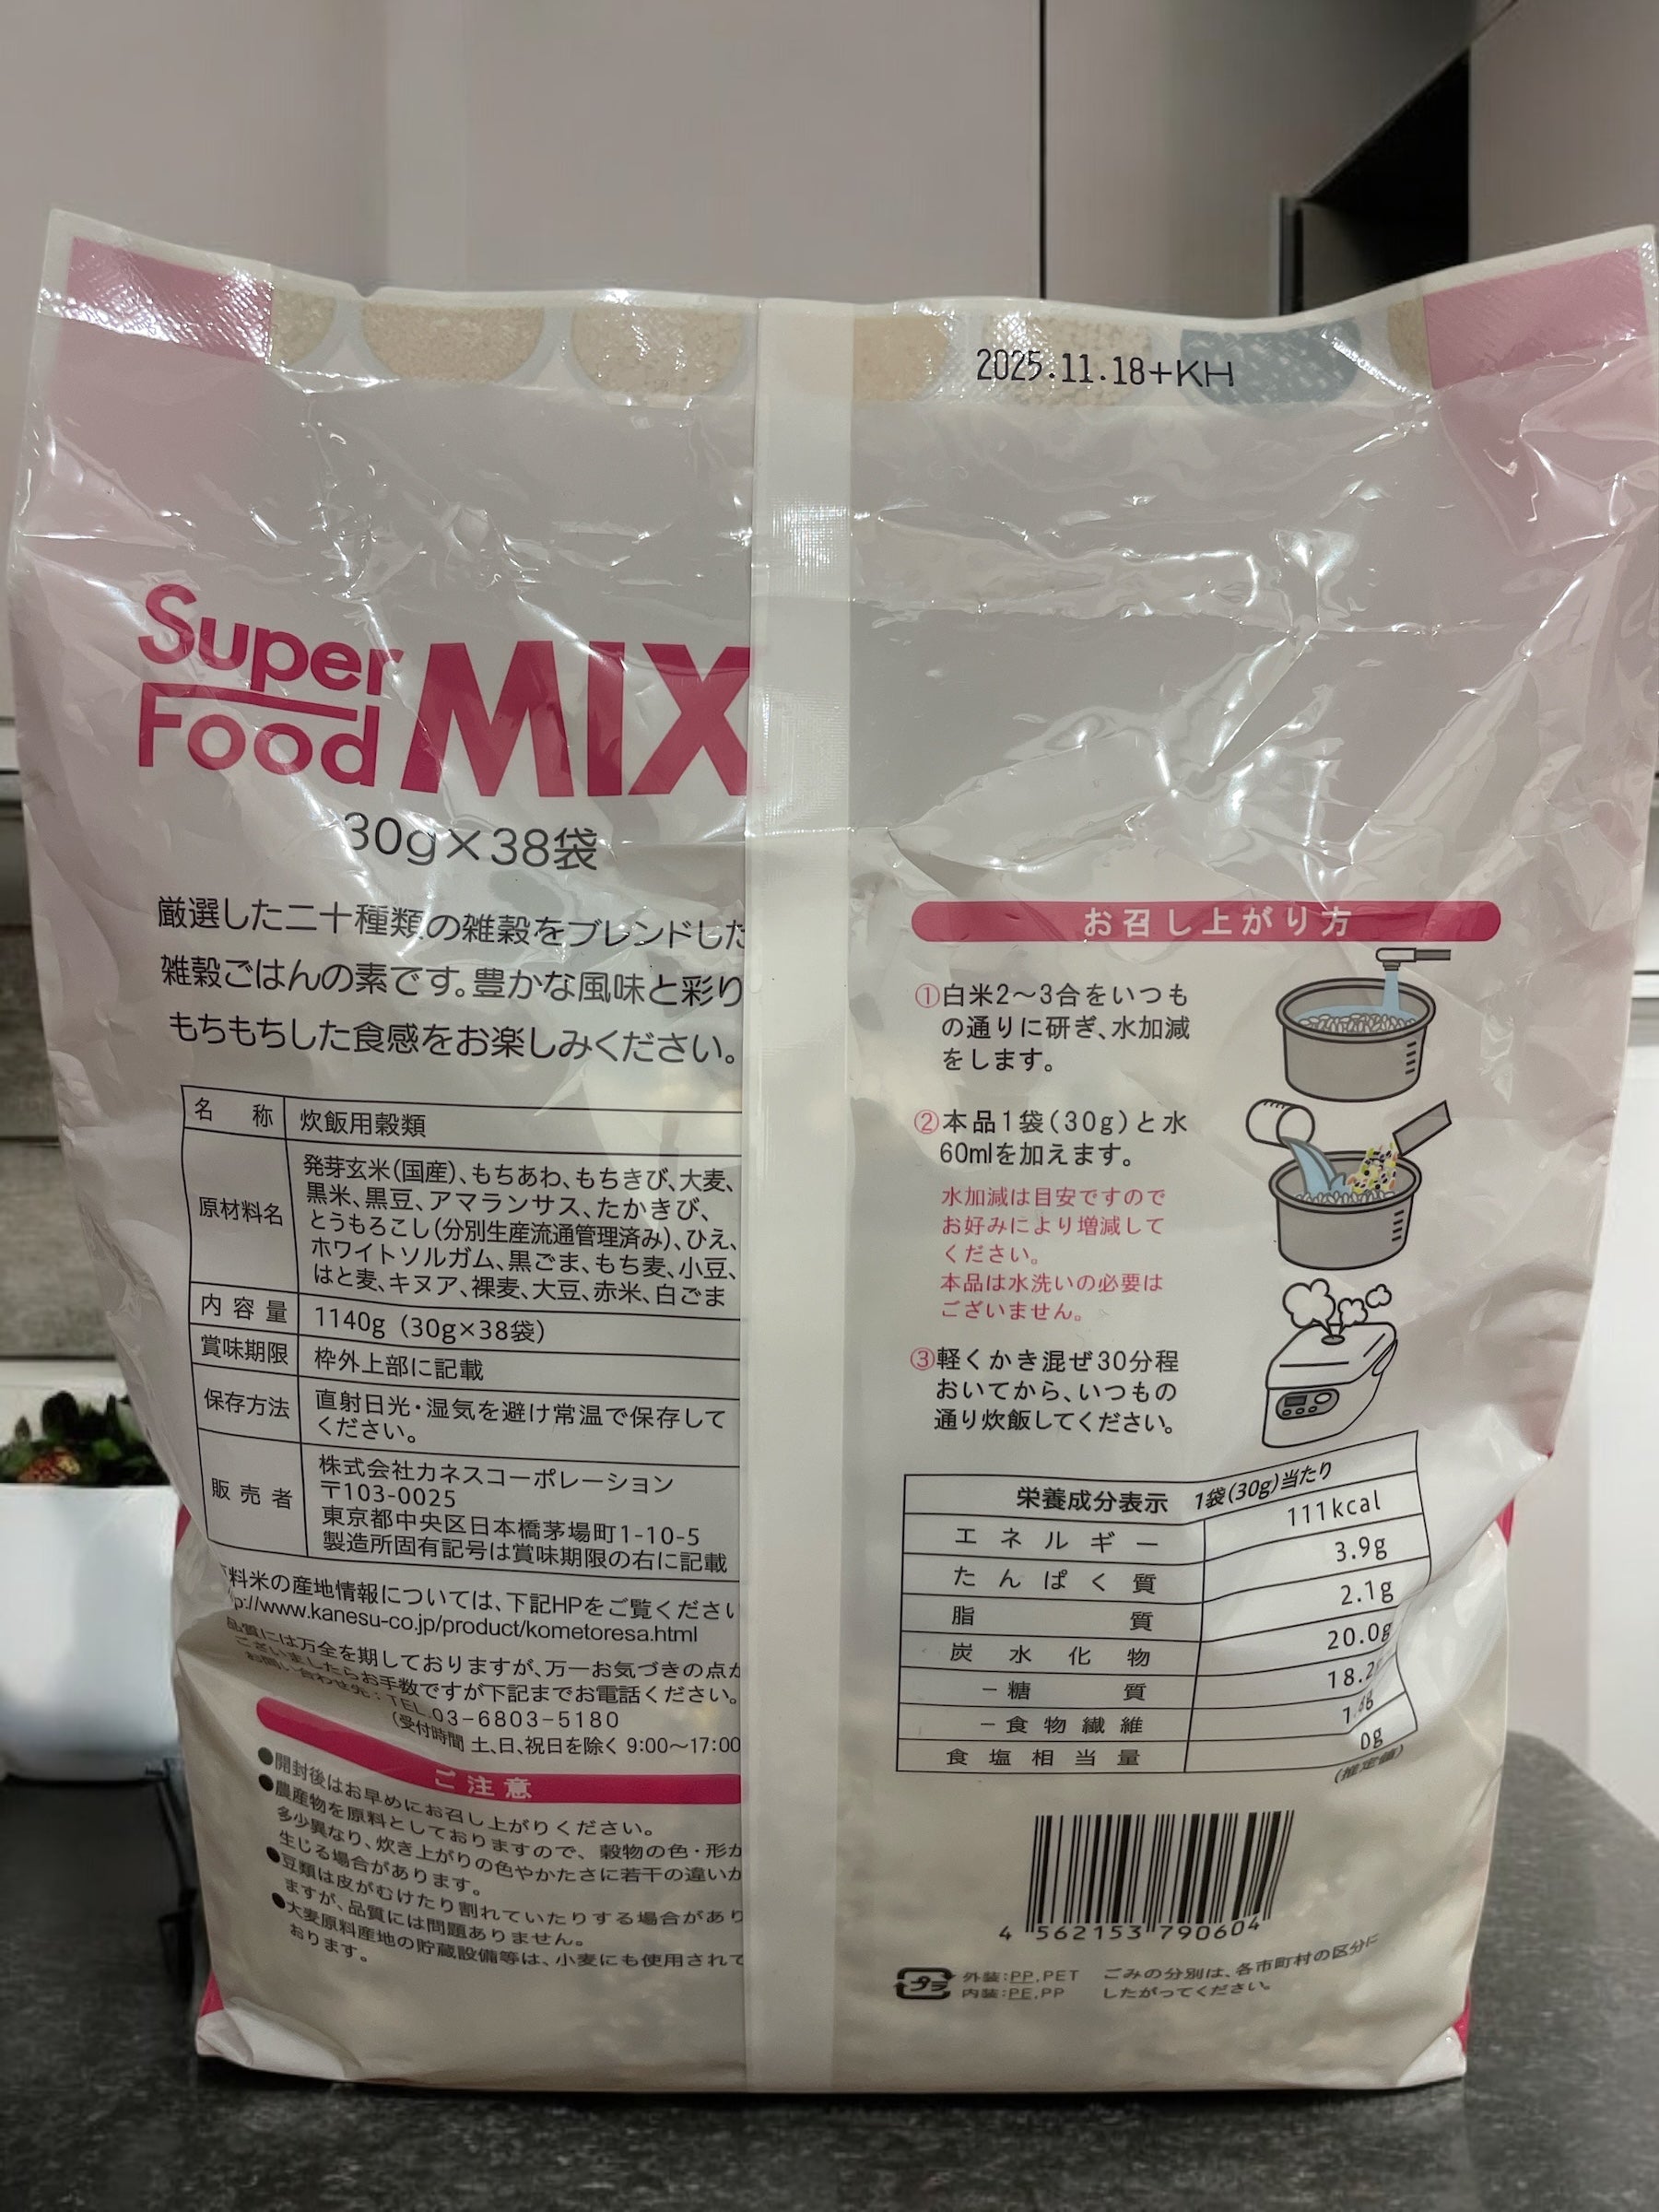 2025.11.18+KH
Super
Food MIX
30g×38袋
厳選した二十種類の雑穀をブレンドした
雑穀ごはんの素です。豊かな風味と彩り
もちもちした食感をお楽しみください。
名称 炊飯用穀類
原材料名 発芽玄米(国産)、もちあわ、もちきび、大麦、
黒米、黒豆、アマランサス、たかきび、
とうもろこし(分別生産流通管理済み)、ひえ、
ホワイトソルガム、黒ごま、もち麦、小豆、
はと麦、キヌア、裸麦、大豆、赤米、白ごま
内容量 1140g (30g×38袋)
賞味期限 枠外上部に記載
保存方法 直射日光・湿気を避け常温で保存して
ください。
販売者 株式会社カネスコーポレーション
〒103-0025
東京都中央区日本橋茅場町1-10-5
製造所固有記号は賞味期限の右に記載
料米の産地情報については、下記HPをご覧ください
p://www.kanesu-co.jp/product/kometoresa.html
品質には万全を期しておりますが、万一お気づきの点が
ございましたらお手数ですが下記までお電話ください。
お問い合わせ先：TEL.03-6803-5180
(受付時間 土、日、祝日を除く 9:00～17:00
ご注意
●開封後はお早めにお召し上がりください。
●農産物を原料としておりますので、穀物の色・形が
多少異なり、炊き上がりの色やかたさに若干の違いが
生じる場合があります。
●豆類は皮がむけたり割れていたりする場合があり
ますが、品質には問題ありません。
●大麦原料産地の貯蔵設備等は、小麦にも使用されて
おります。
お召し上がり方
①白米2～3合をいつも
の通りに研ぎ、水加減
をします。
②本品1袋(30g)と水
60mlを加えます。
水加減は目安ですので
お好みにより増減して
ください。
本品は水洗いの必要は
ございません。
③軽くかき混ぜ30分程
おいてから、いつもの
通り炊飯してください。
栄養成分表示 1袋(30g)当たり
エネルギー 111kcal
たんぱく質 3.9g
脂質 2.1g
炭水化物 20.0g
－糖質 18.2
－食物繊維
食塩相当量 0g
(推定値)
4 562153 790604
プラ
外装:PP,PET
内装:PE,PP
ごみの分別は、各市町村の区分に
したがってください。